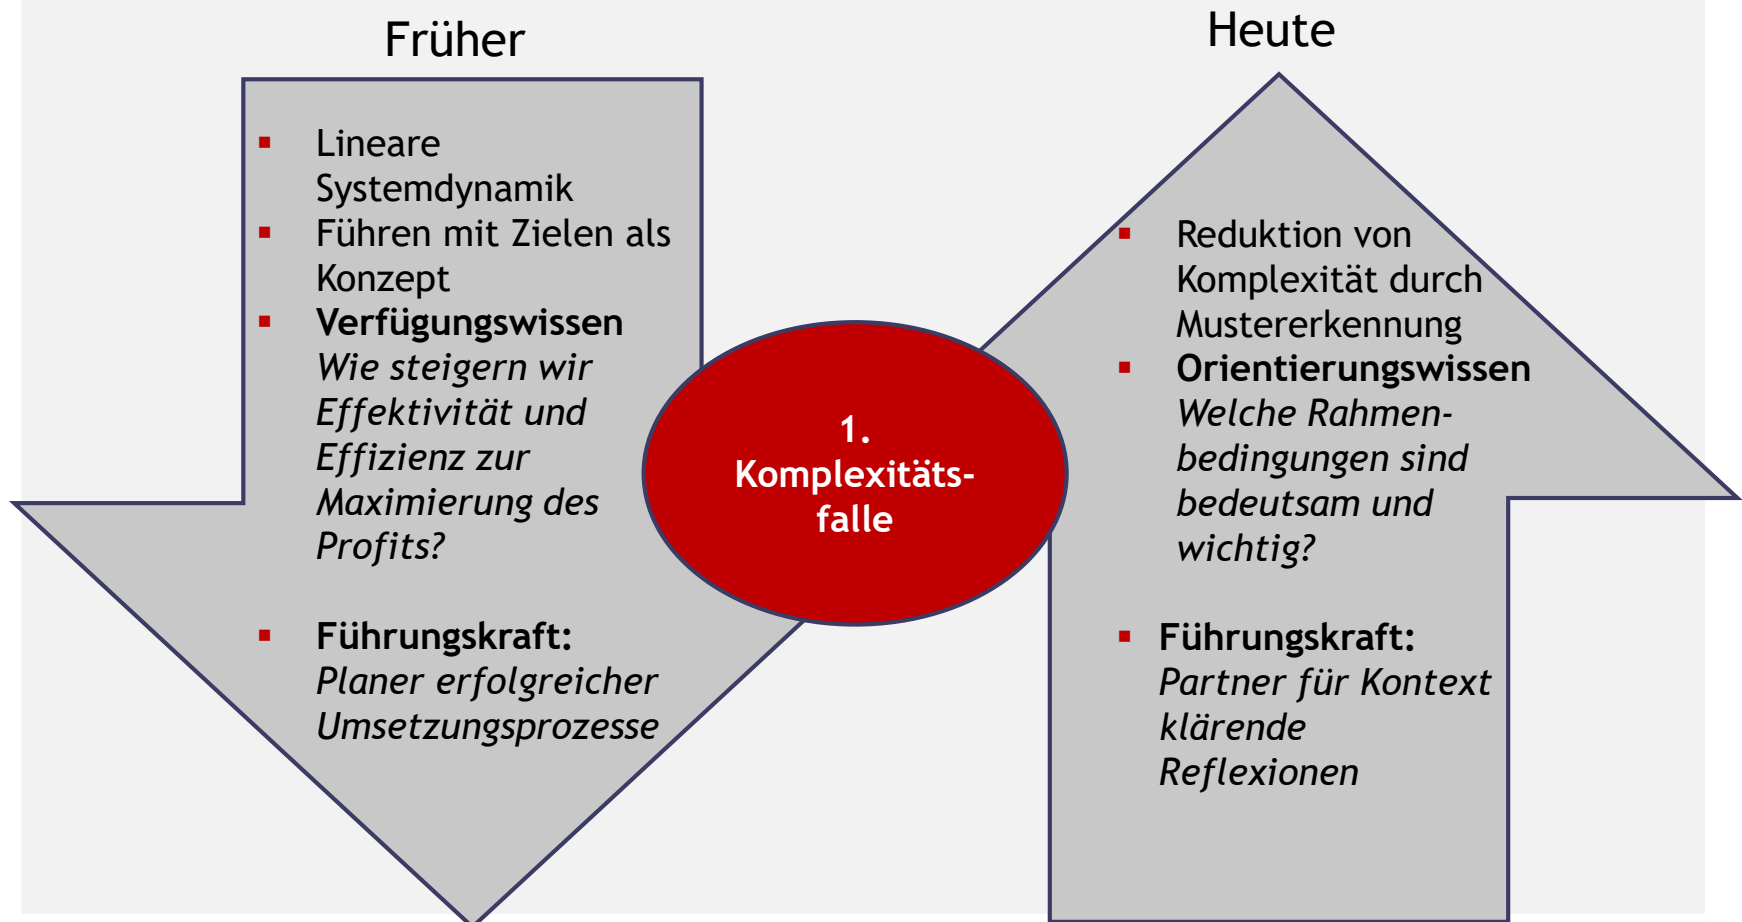 Früher
Lineare
Systemdynamik
Führen mit Zielen als
Konzept
Verfügungswissen
Wie steigern wir
Effektivität und
Effizienz zur
Maximierung des
Profits?
Führungskraft:
Planer erfolgreicher
Umsetzungsprozesse
1.
Komplexitäts-
falle
Heute
Reduktion von
Komplexität durch
Mustererkennung
Orientierungswissen
Welche Rahmen-
bedingungen sind
bedeutsam und
wichtig?
Führungskraft:
Partner für Kontext
klärende
Reflexionen